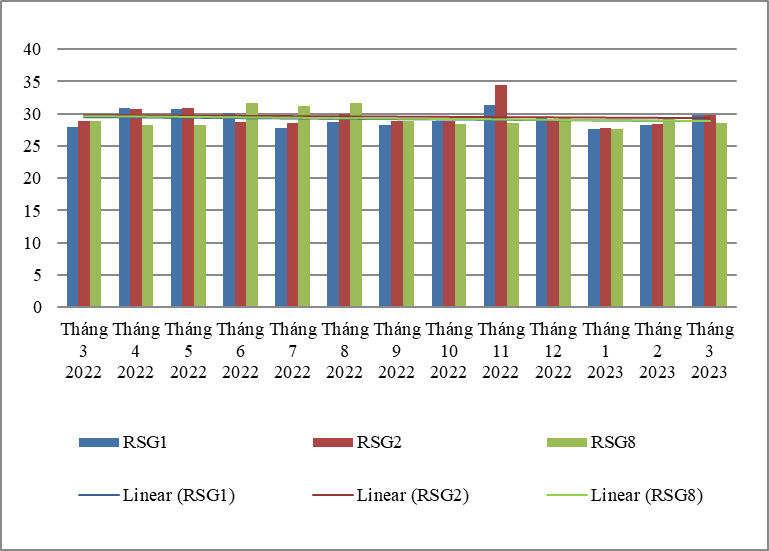 40
35
30
25
20
15
10
5
0
Tháng Tháng Tháng Tháng Tháng Tháng Tháng Tháng Tháng Tháng Tháng Tháng Tháng
3 4 5 6 7 8 9 10 11 12 1 2 3
2022 2022 2022 2022 2022 2022 2022 2022 2022 2022 2023 2023 2023
RSG1 RSG2 RSG8
Linear (RSG1) Linear (RSG2) Linear (RSG8)